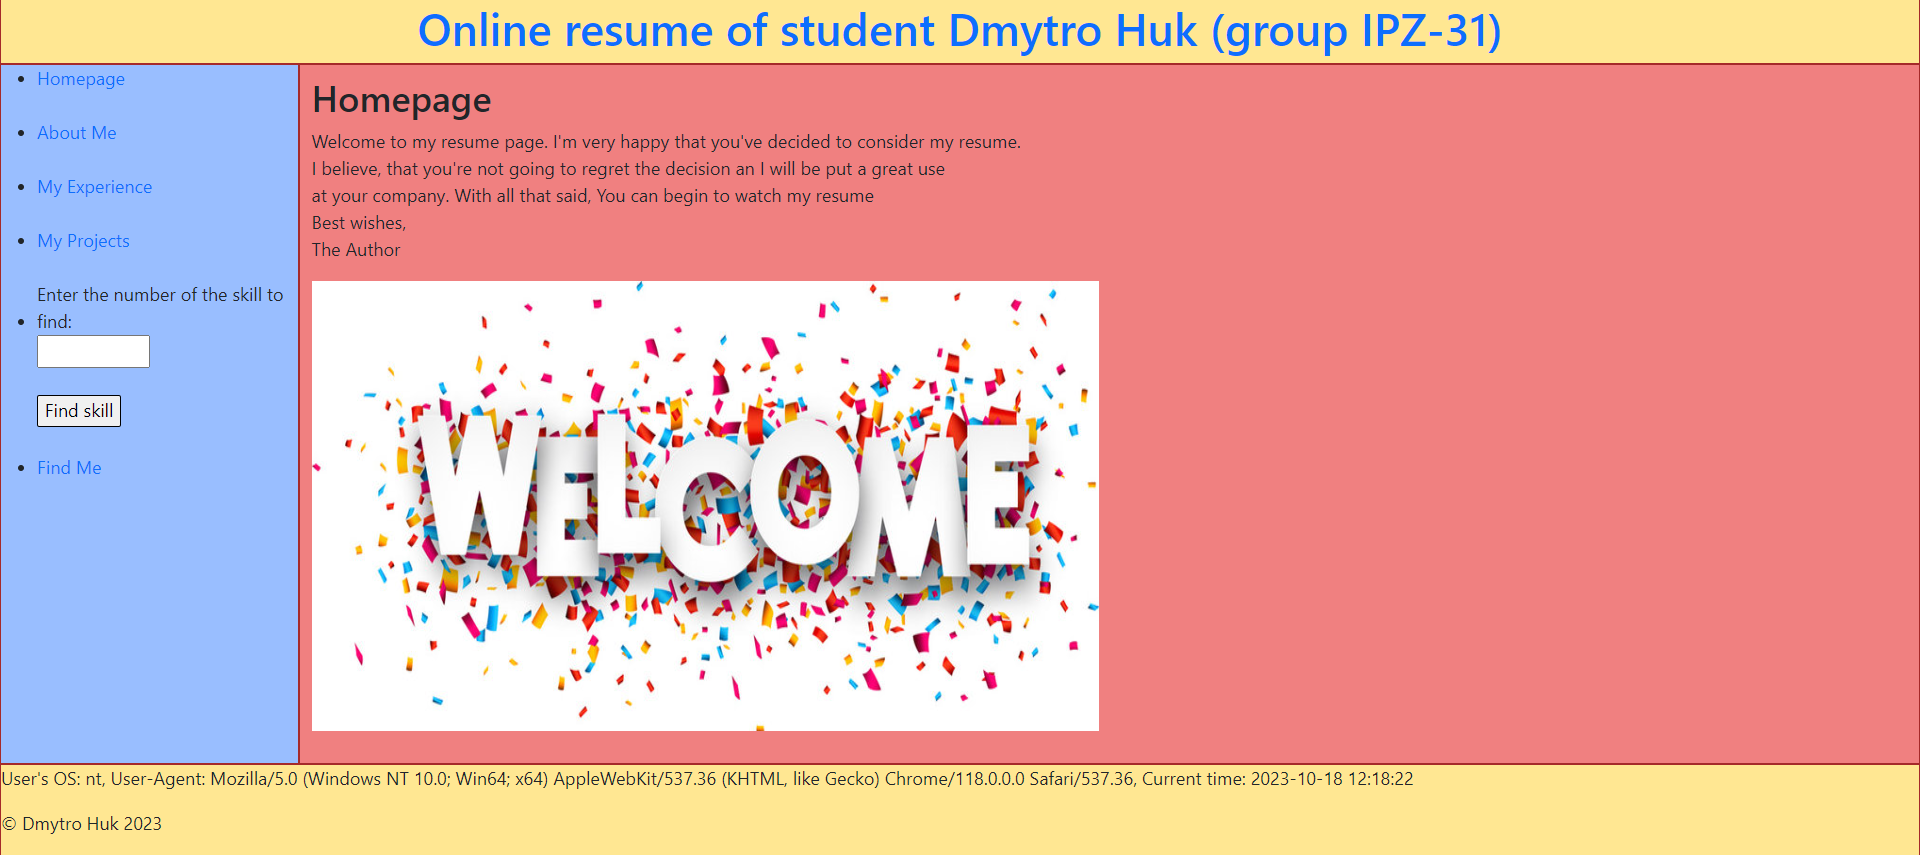 Online resume of student Dmytro Huk (group IPZ-31)
Homepage
About Me
My Experience
My Projects
Enter the number of the skill to
find:
Find skill
Find Me
Homepage
Welcome to my resume page. I'm very happy that you've decided to consider my resume.
I believe, that you're not going to regret the decision an I will be put a great use
at your company. With all that said, You can begin to watch my resume
Best wishes,
The Author
WELCOME
User's OS: nt, User-Agent: Mozilla/5.0 (Windows NT 10.0; Win64; x64) AppleWebKit/537.36 (KHTML, like Gecko) Chrome/118.0.0.0 Safari/537.36, Current time: 2023-10-18 12:18:22
© Dmytro Huk 2023